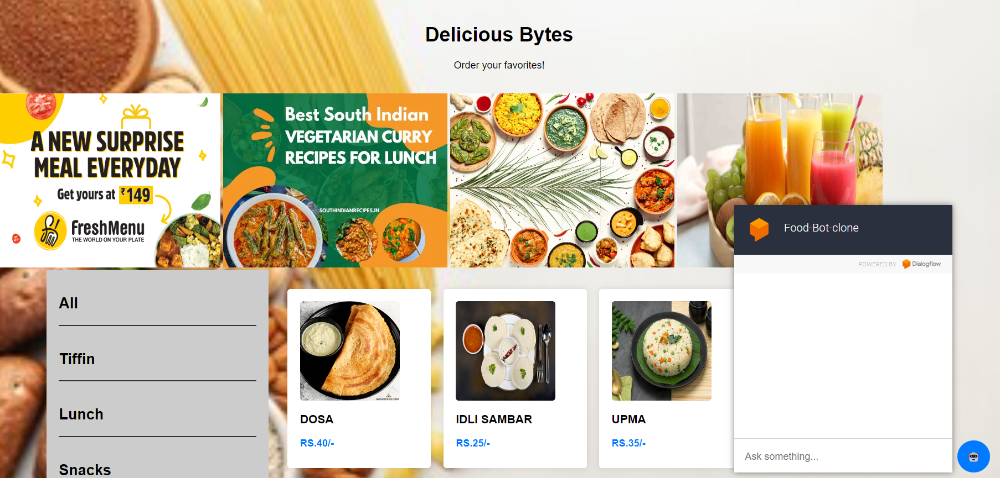 Delicious Bytes
Order your favorites!
A NEW SURPRISE
MEAL EVERYDAY
Get yours at ₹149
FreshMenu
THE WORLD ON YOUR PLATE
Best South Indian
VEGETARIAN CURRY
RECIPES FOR LUNCH
SOUTHINDIANRECIPES.IN
Food-Bot-clone
POWERED BY Dialogflow
Ask something...
All
Tiffin
Lunch
Snacks
SWASTHI'S RECIPES
DOSA
RS.40/-
IDLI SAMBAR
RS.25/-
UPMA
RS.35/-